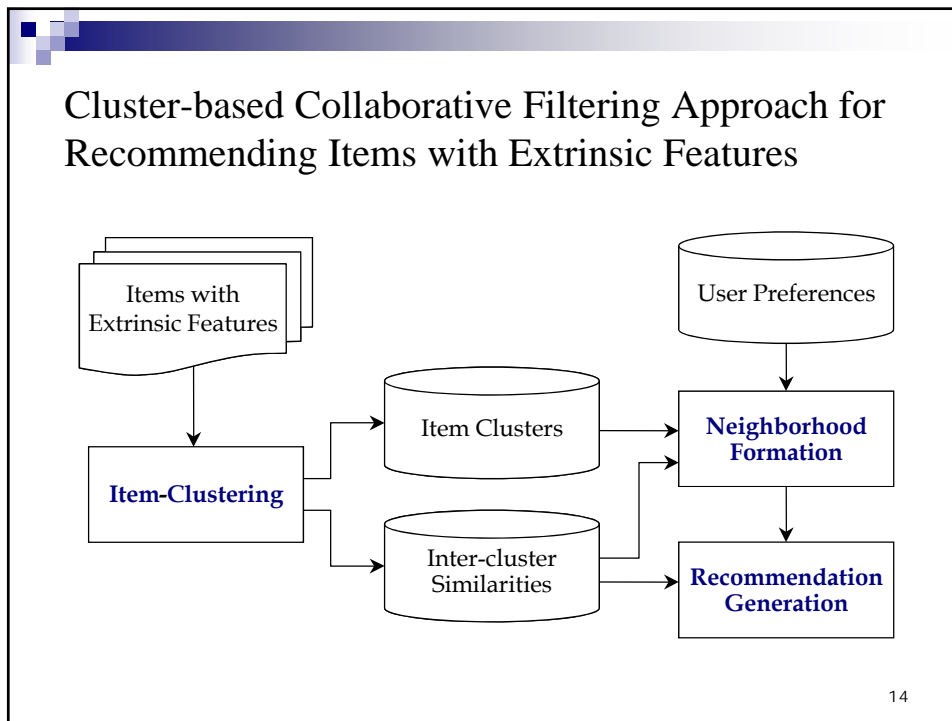 Cluster-based Collaborative Filtering Approach for
Recommending Items with Extrinsic Features
Items with
Extrinsic Features
User Preferences
Item Clusters
Neighborhood
Formation
Item-Clustering
Inter-cluster
Similarities
Recommendation
Generation
14